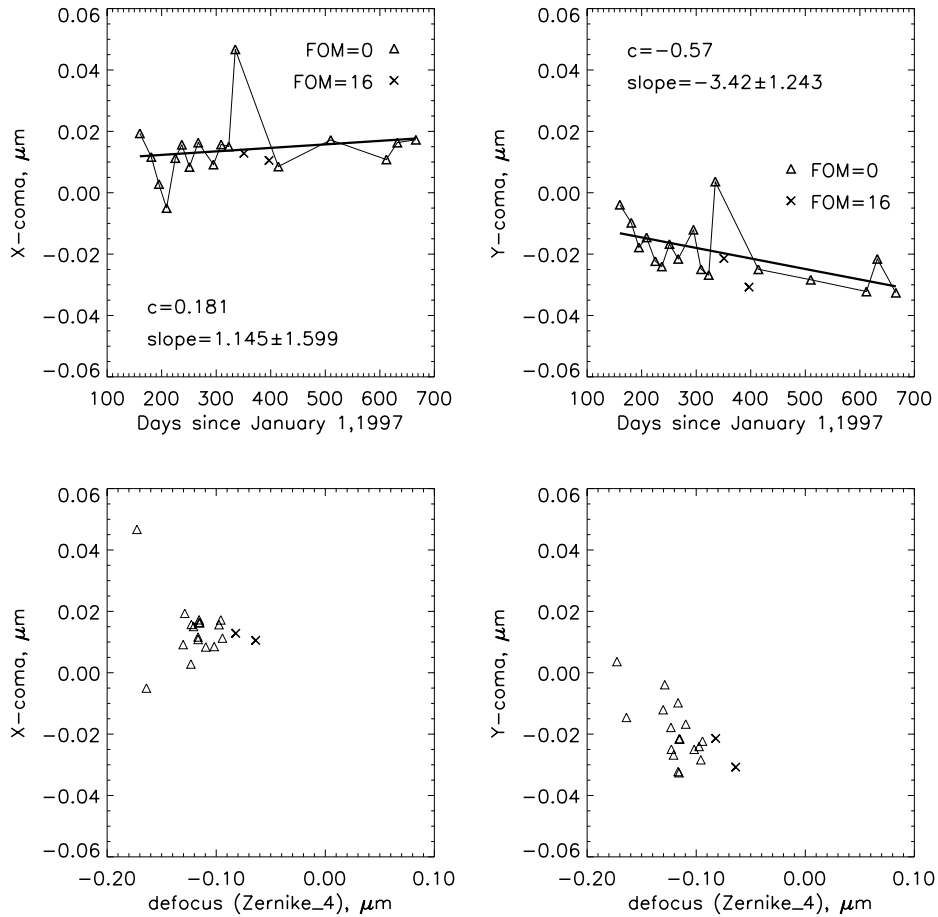 0.06
0.04
0.02
0.00
−0.02
−0.04
−0.06
X−coma, μm
FOM=0
FOM=16
c=0.181
slope=1.145±1.599
100 200 300 400 500 600 700
Days since January 1,1997
0.06
0.04
0.02
0.00
−0.02
−0.04
−0.06
Y−coma, μm
c=−0.57
slope=−3.42±1.243
FOM=0
FOM=16
100 200 300 400 500 600 700
Days since January 1,1997
0.06
0.04
0.02
0.00
−0.02
−0.04
−0.06
X−coma, μm
−0.20 −0.10 0.00 0.10
defocus (Zernike_4), μm
0.06
0.04
0.02
0.00
−0.02
−0.04
−0.06
Y−coma, μm
−0.20 −0.10 0.00 0.10
defocus (Zernike_4), μm